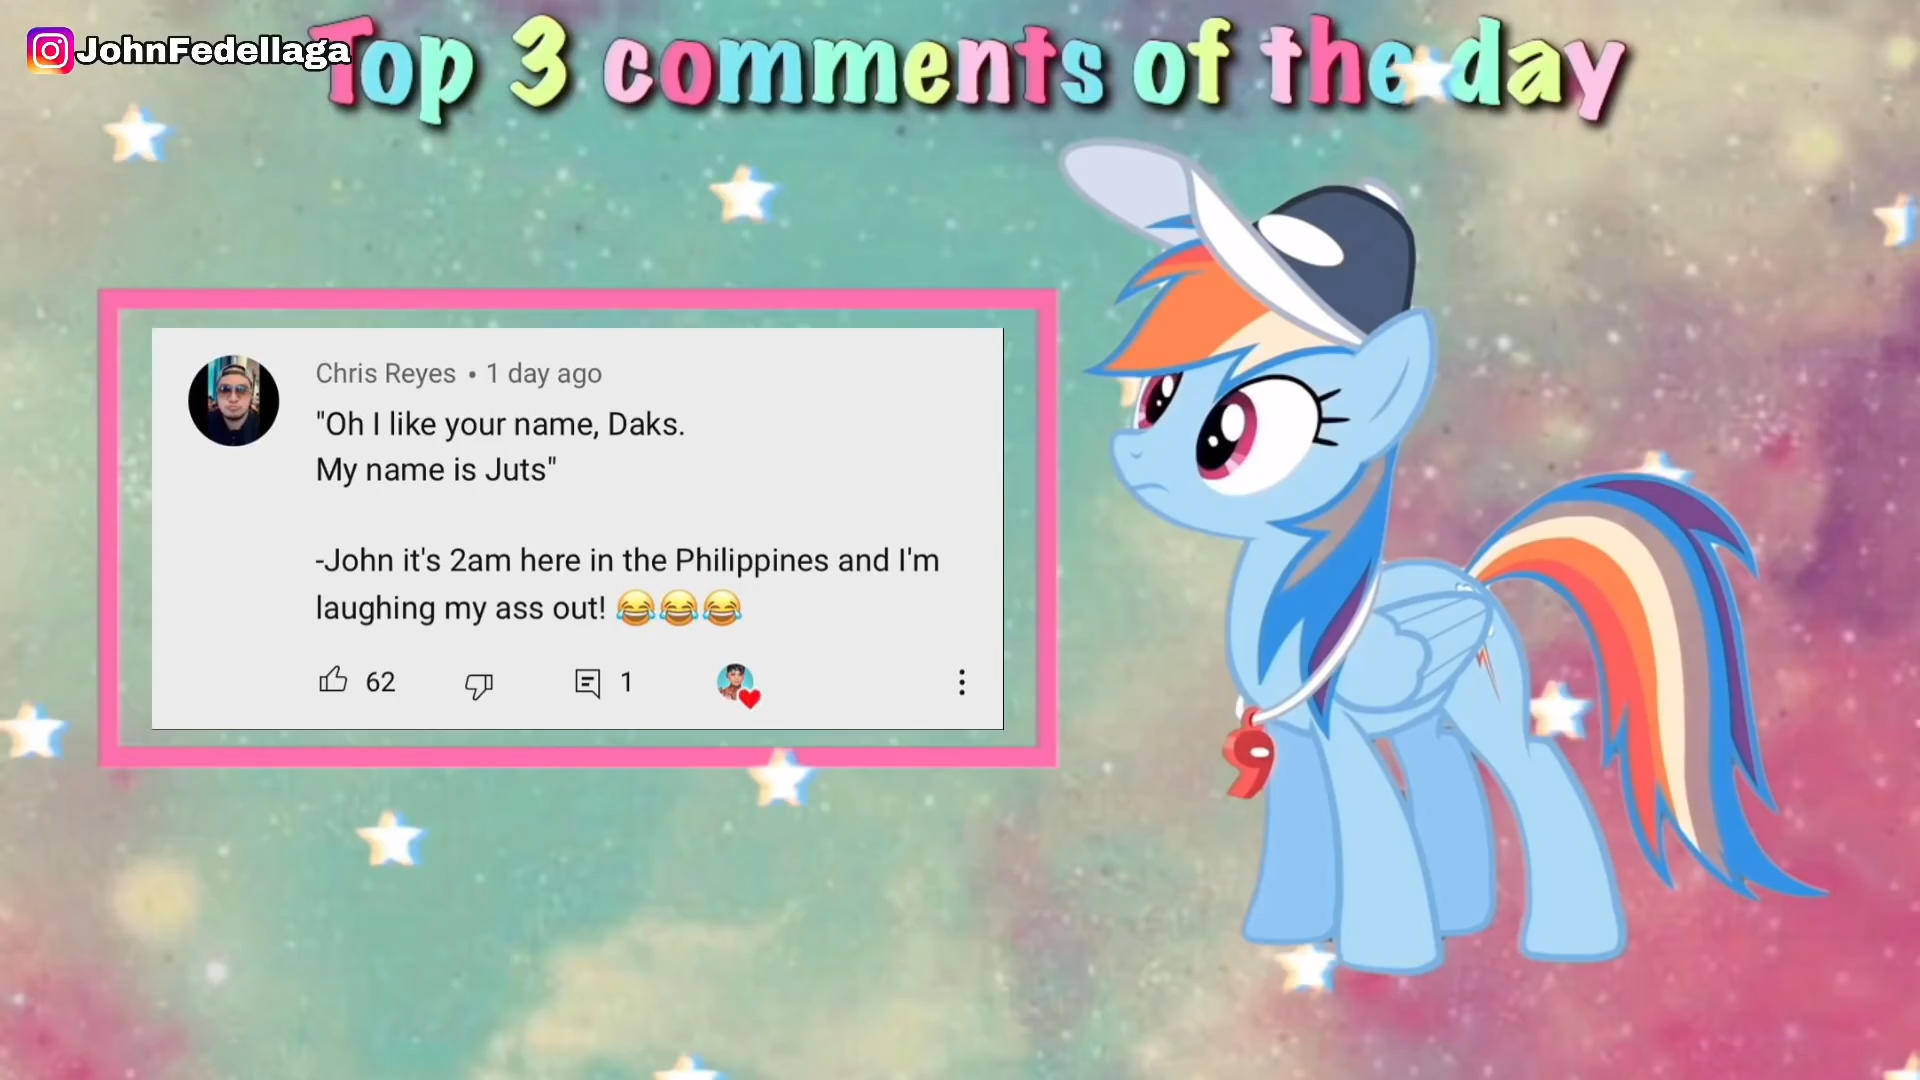 JohnFedellaga
Top 3 comments of the day
Chris Reyes • 1 day ago
"Oh I like your name, Daks.
My name is Juts"
-John it's 2am here in the Philippines and I'm
laughing my ass out! 😂😂😂
62
1